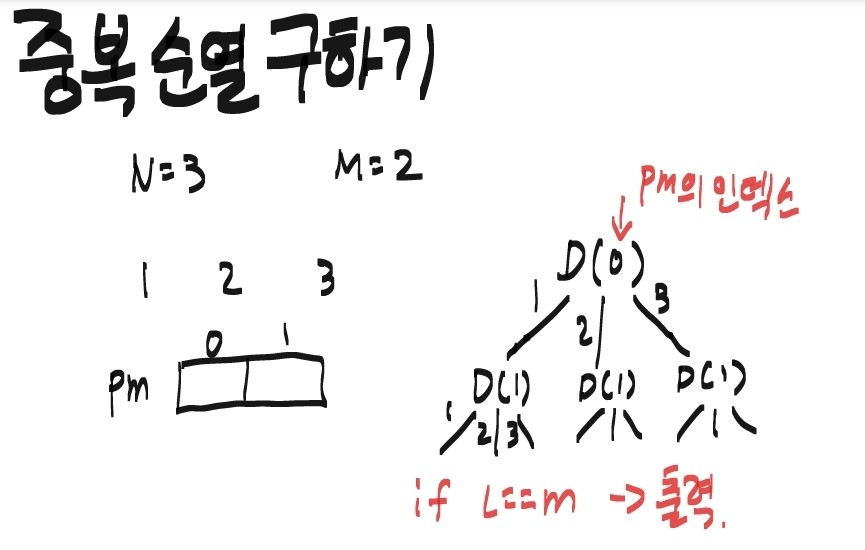 중복 순열 구하기
N=3 M=2
Pm의 인덱스
1 2 3
D(0)
0 1
1 2 3
Pm
D(1) D(1) D(1)
1 2 3
if L==m -> 출력.